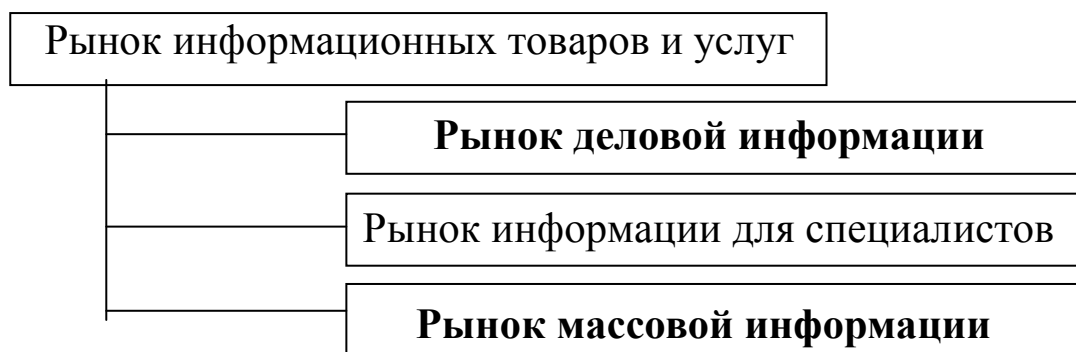 Рынок информационных товаров и услуг
Рынок деловой информации
Рынок информации для специалистов
Рынок массовой информации